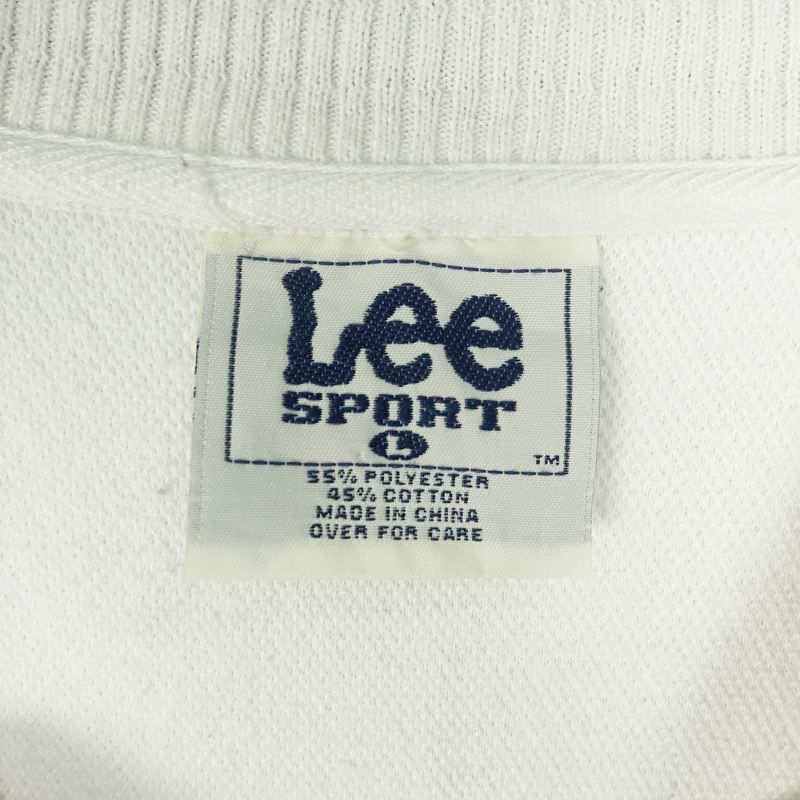 Lee
SPORT
L
TM
55% POLYESTER
45% COTTON
MADE IN CHINA
OVER FOR CARE